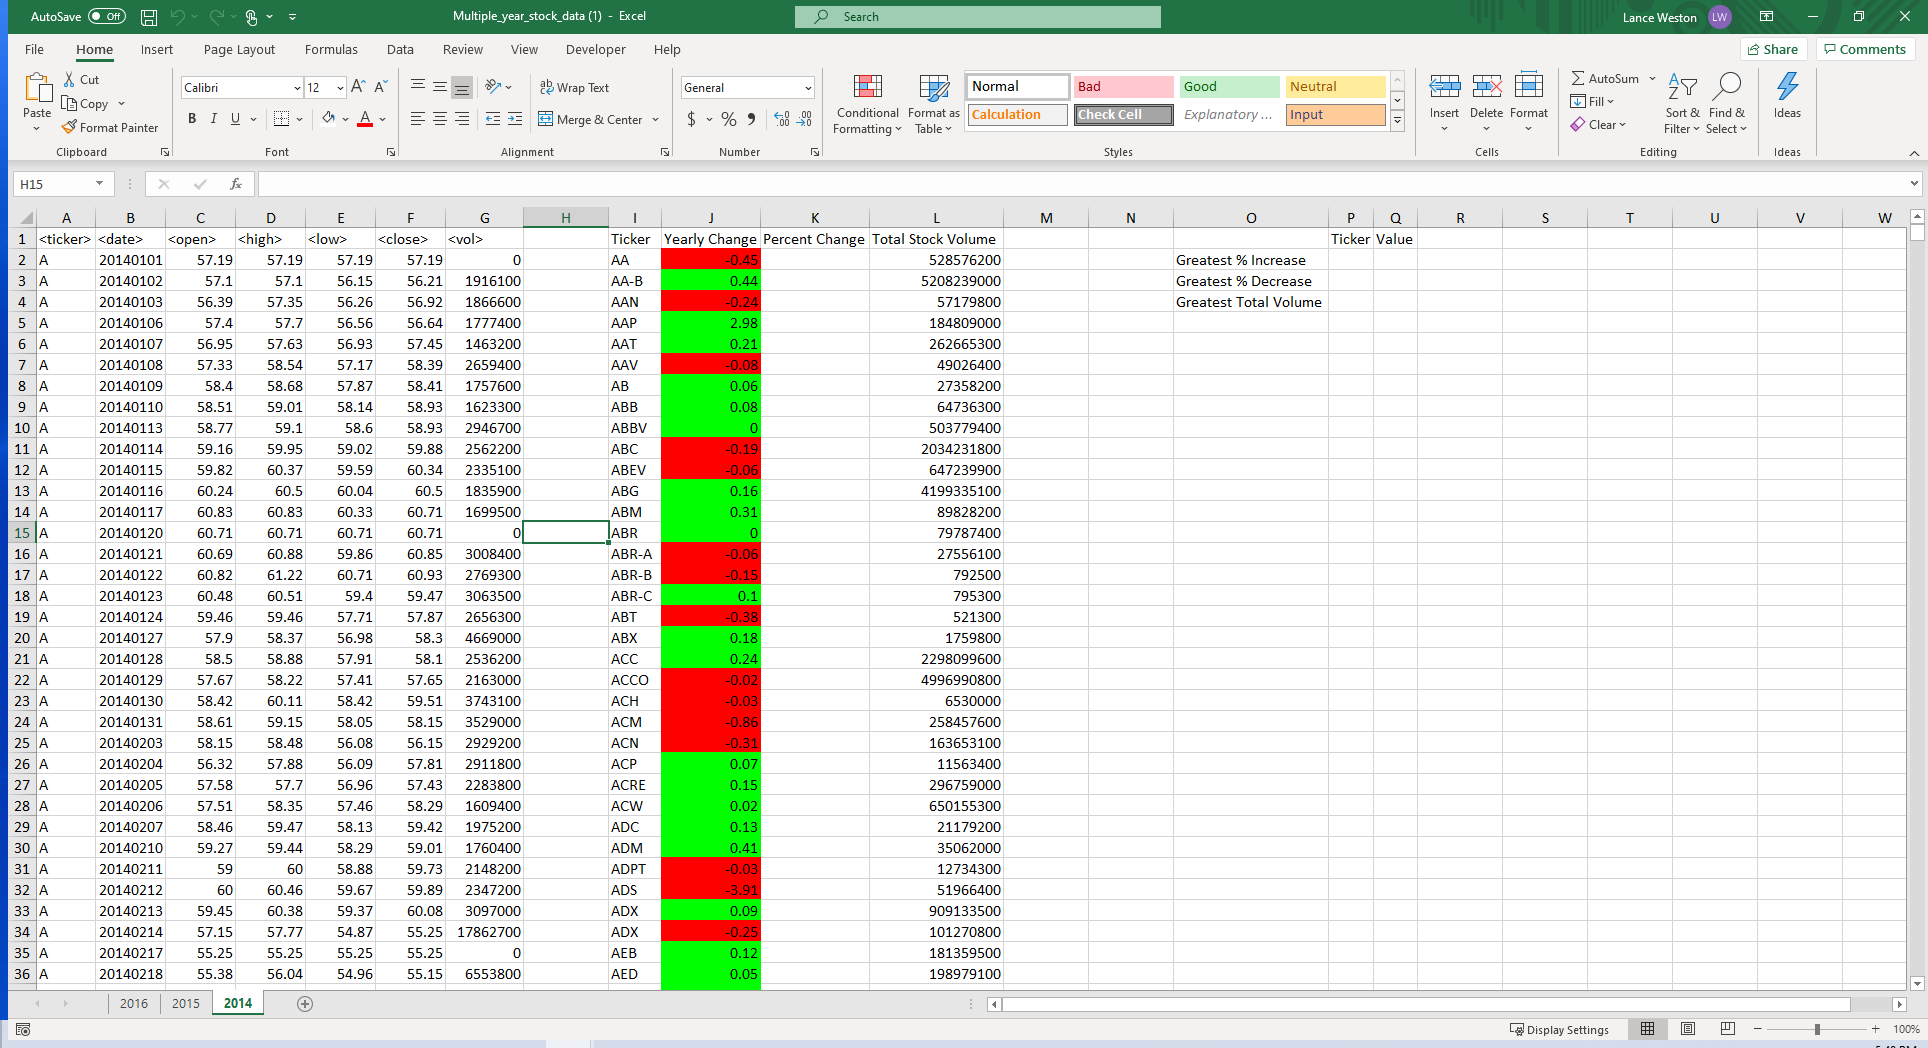 AutoSave Off Multiple_year_stock_data (1) - Excel Search Lance Weston LW
File Home Insert Page Layout Formulas Data Review View Developer Help Share Comments
Paste Cut Copy Format Painter Clipboard
Calibri 12 B I U A Font
Wrap Text Merge & Center Alignment
General $ % Number
Conditional Formatting Format as Table Normal Bad Good Neutral Calculation Check Cell Explanatory ... Input Styles
Insert Delete Format Cells
AutoSum Fill Clear Sort & Filter Find & Select Editing
Ideas Ideas
H15 fx
A B C D E F G H I J K L M N O P Q R S T U V W
1 <ticker> <date> <open> <high> <low> <close> <vol> Ticker Yearly Change Percent Change Total Stock Volume Ticker Value
2 A 20140101 57.19 57.19 57.19 57.19 0 AA -0.45 528576200 Greatest % Increase
3 A 20140102 57.1 57.1 56.15 56.21 1916100 AA-B 0.44 5208239000 Greatest % Decrease
4 A 20140103 56.39 57.35 56.26 56.92 1866600 AAN -0.24 57179800 Greatest Total Volume
5 A 20140106 57.4 57.7 56.56 56.64 1777400 AAP 2.98 184809000
6 A 20140107 56.95 57.63 56.93 57.45 1463200 AAT 0.21 262665300
7 A 20140108 57.33 58.54 57.17 58.39 2659400 AAV -0.08 49026400
8 A 20140109 58.4 58.68 57.87 58.41 1757600 AB 0.06 27358200
9 A 20140110 58.51 59.01 58.14 58.93 1623300 ABB 0.08 64736300
10 A 20140113 58.77 59.1 58.6 58.93 2946700 ABBV 0 503779400
11 A 20140114 59.16 59.95 59.02 59.88 2562200 ABC -0.19 2034231800
12 A 20140115 59.82 60.37 59.59 60.34 2335100 ABEV -0.06 647239900
13 A 20140116 60.24 60.5 60.04 60.5 1835900 ABG 0.16 4199335100
14 A 20140117 60.83 60.83 60.33 60.71 1699500 ABM 0.31 89828200
15 A 20140120 60.71 60.71 60.71 60.71 0 ABR 0 79787400
16 A 20140121 60.69 60.88 59.86 60.85 3008400 ABR-A -0.06 27556100
17 A 20140122 60.82 61.22 60.71 60.93 2769300 ABR-B -0.15 792500
18 A 20140123 60.48 60.51 59.4 59.47 3063500 ABR-C 0.1 795300
19 A 20140124 59.46 59.46 57.71 57.87 2656300 ABT -0.38 521300
20 A 20140127 57.9 58.37 56.98 58.3 4669000 ABX 0.18 1759800
21 A 20140128 58.5 58.88 57.91 58.1 2536200 ACC 0.24 2298099600
22 A 20140129 57.67 58.22 57.41 57.65 2163000 ACCO -0.02 4996990800
23 A 20140130 58.42 60.11 58.42 59.51 3743100 ACH -0.03 6530000
24 A 20140131 58.61 59.15 58.05 58.15 3529000 ACM -0.86 258457600
25 A 20140203 58.15 58.48 56.08 56.15 2929200 ACN -0.31 163653100
26 A 20140204 56.32 57.88 56.09 57.81 2911800 ACP 0.07 11563400
27 A 20140205 57.58 57.7 56.96 57.43 2283800 ACRE 0.15 296759000
28 A 20140206 57.51 58.35 57.46 58.29 1609400 ACW 0.02 650155300
29 A 20140207 58.46 59.47 58.13 59.42 1975200 ADC 0.13 21179200
30 A 20140210 59.27 59.44 58.29 59.01 1760400 ADM 0.41 35062000
31 A 20140211 59 60 58.88 59.73 2148200 ADPT -0.03 12734300
32 A 20140212 60 60.46 59.67 59.89 2347200 ADS -3.91 51966400
33 A 20140213 59.45 60.38 59.37 60.08 3097000 ADX 0.09 909133500
34 A 20140214 57.15 57.77 54.87 55.25 17862700 ADX -0.25 101270800
35 A 20140217 55.25 55.25 55.25 55.25 0 AEB 0.12 181359500
36 A 20140218 55.38 56.04 54.96 55.15 6553800 AED 0.05 198979100
2016 2015 2014
Display Settings 100%